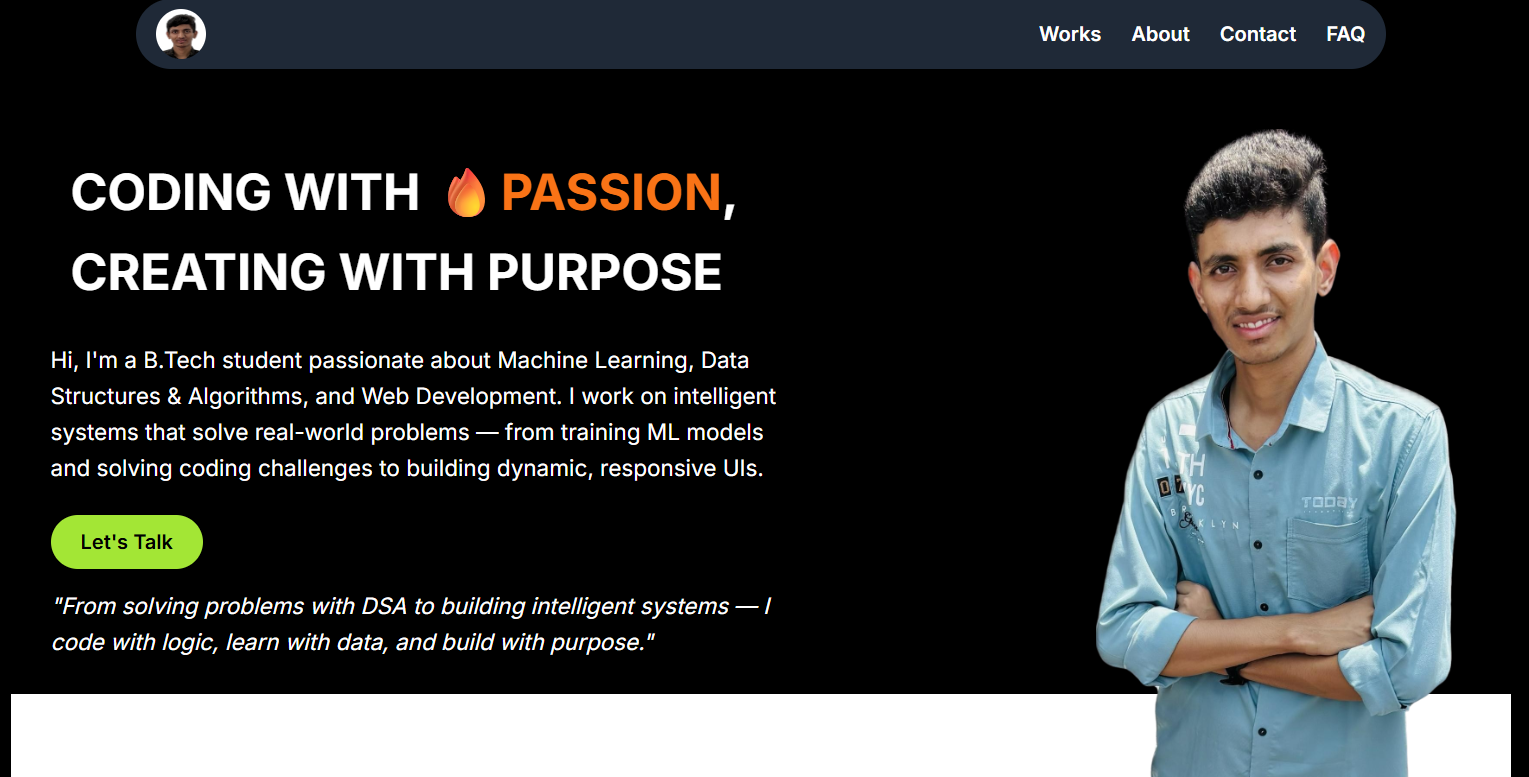 Works About Contact FAQ
CODING WITH 🔥 PASSION,
CREATING WITH PURPOSE
Hi, I'm a B.Tech student passionate about Machine Learning, Data
Structures & Algorithms, and Web Development. I work on intelligent
systems that solve real-world problems — from training ML models
and solving coding challenges to building dynamic, responsive UIs.
Let's Talk
"From solving problems with DSA to building intelligent systems — I
code with logic, learn with data, and build with purpose."
TH
YC
TOOBY